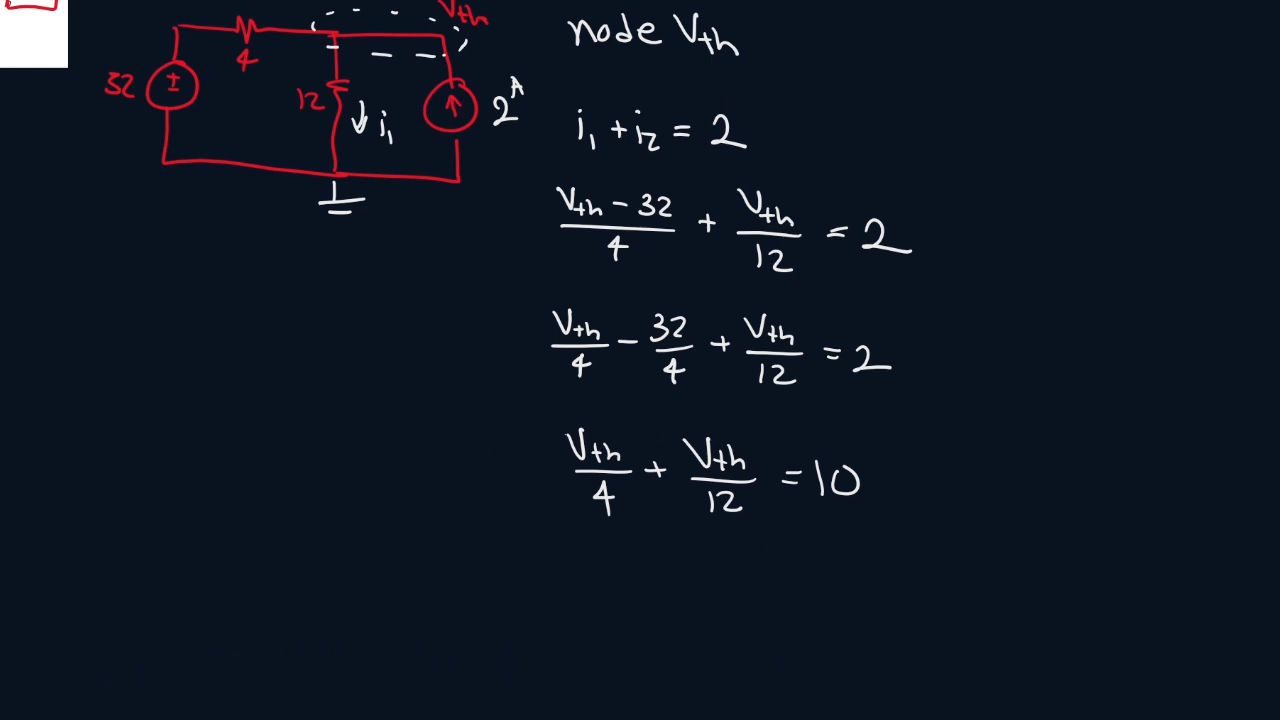 Vth
4
32
±
12
↓ i₁
2ᴬ
node Vth
i₁ + i₂ = 2
(Vth - 32)/4 + Vth/12 = 2
Vth/4 - 32/4 + Vth/12 = 2
Vth/4 + Vth/12 = 10